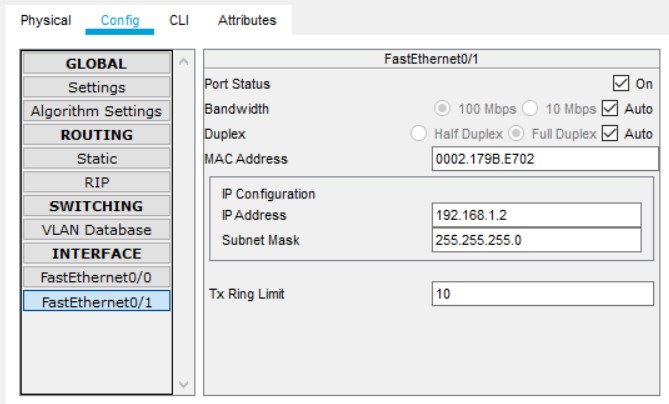 Physical Config CLI Attributes
GLOBAL
Settings
Algorithm Settings
ROUTING
Static
RIP
SWITCHING
VLAN Database
INTERFACE
FastEthernet0/0
FastEthernet0/1
FastEthernet0/1
Port Status On
Bandwidth 100 Mbps 10 Mbps Auto
Duplex Half Duplex Full Duplex Auto
MAC Address 0002.179B.E702
IP Configuration
IP Address 192.168.1.2
Subnet Mask 255.255.255.0
Tx Ring Limit 10